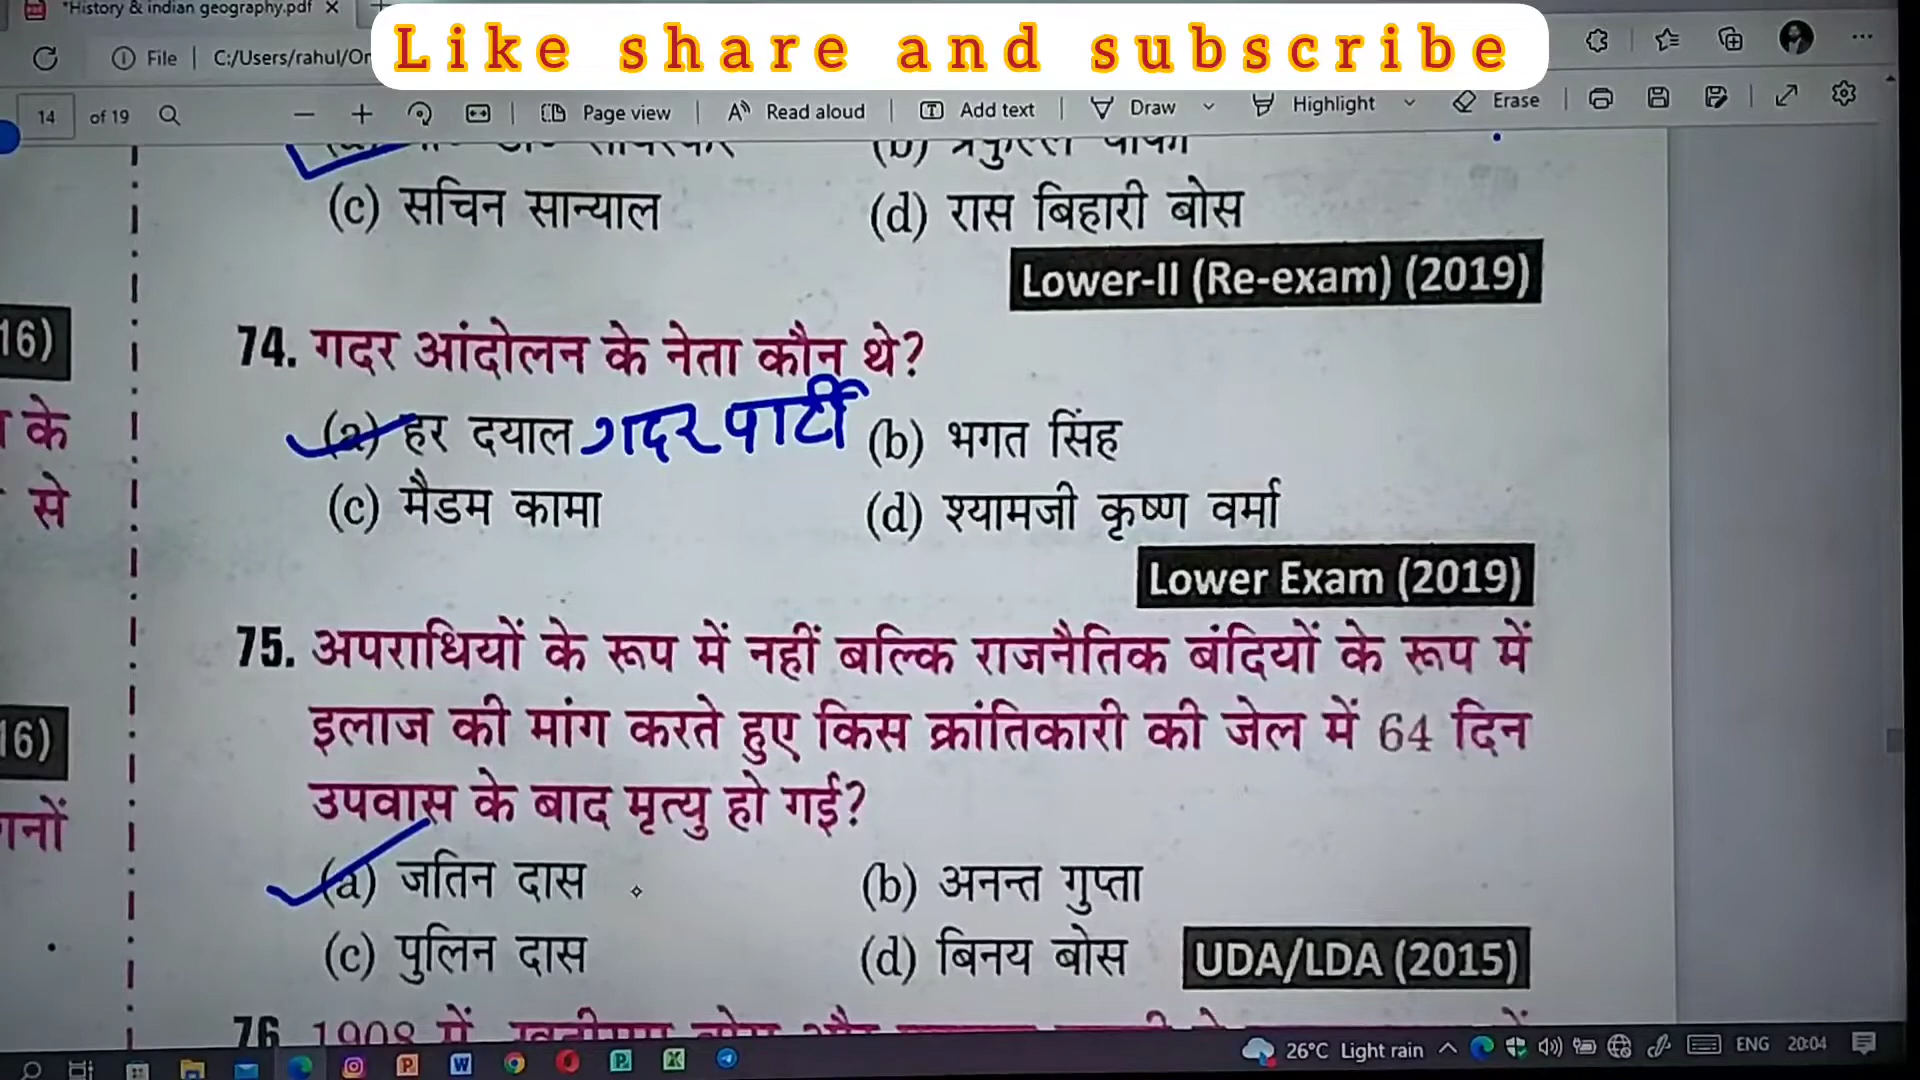 *History & indian geography.pdf
Like share and subscribe
File C:/Users/rahul/On
14 of 19 Page view Read aloud Add text Draw Highlight Erase
(c) सचिन सान्याल (d) रास बिहारी बोस
Lower-II (Re-exam) (2019)
16)
74. गदर आंदोलन के नेता कौन थे?
के
(a) हर दयाल गदर पार्टी (b) भगत सिंह
से
(c) मैडम कामा (d) श्यामजी कृष्ण वर्मा
Lower Exam (2019)
75. अपराधियों के रूप में नहीं बल्कि राजनैतिक बंदियों के रूप में
16)
इलाज की मांग करते हुए किस क्रांतिकारी की जेल में 64 दिन
उपवास के बाद मृत्यु हो गई?
(a) जतिन दास (b) अनन्त गुप्ता
(c) पुलिन दास (d) बिनय बोस UDA/LDA (2015)
76 1908 में
26°C Light rain ENG 20:04